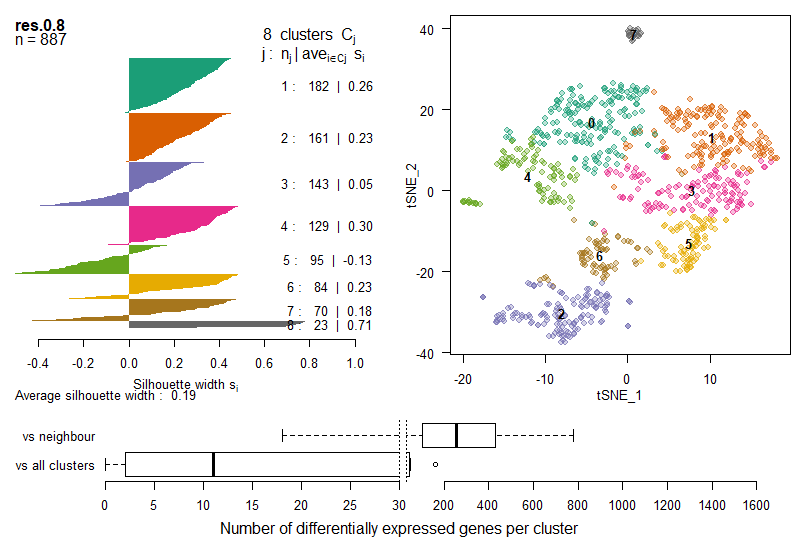 res.0.8
n = 887
8 clusters Cj
j : nj | avei∈Cj si
1 : 182 | 0.26
2 : 161 | 0.23
3 : 143 | 0.05
4 : 129 | 0.30
5 : 95 | -0.13
6 : 84 | 0.23
7 : 70 | 0.18
8 : 23 | 0.71
-0.4 -0.2 0.0 0.2 0.4 0.6 0.8 1.0
Silhouette width si
Average silhouette width : 0.19
40
20
0
-20
-40
tSNE_2
7
0
1
4
3
5
6
2
-20 -10 0 10
tSNE_1
vs neighbour
vs all clusters
0 5 10 15 20 25 30 200 400 600 800 1000 1200 1400 1600
Number of differentially expressed genes per cluster